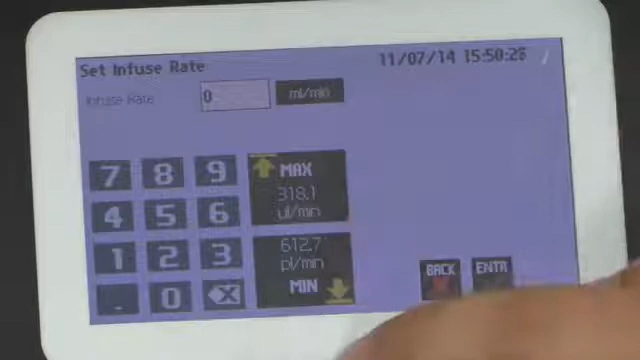 Set Infuse Rate 11/07/14 15:50:26
Infuse Rate 0 ml/min
7 8 9 MAX
318.1
ul/min
4 5 6
1 2 3 612.7
pl/min
. 0 MIN
BACK ENTR